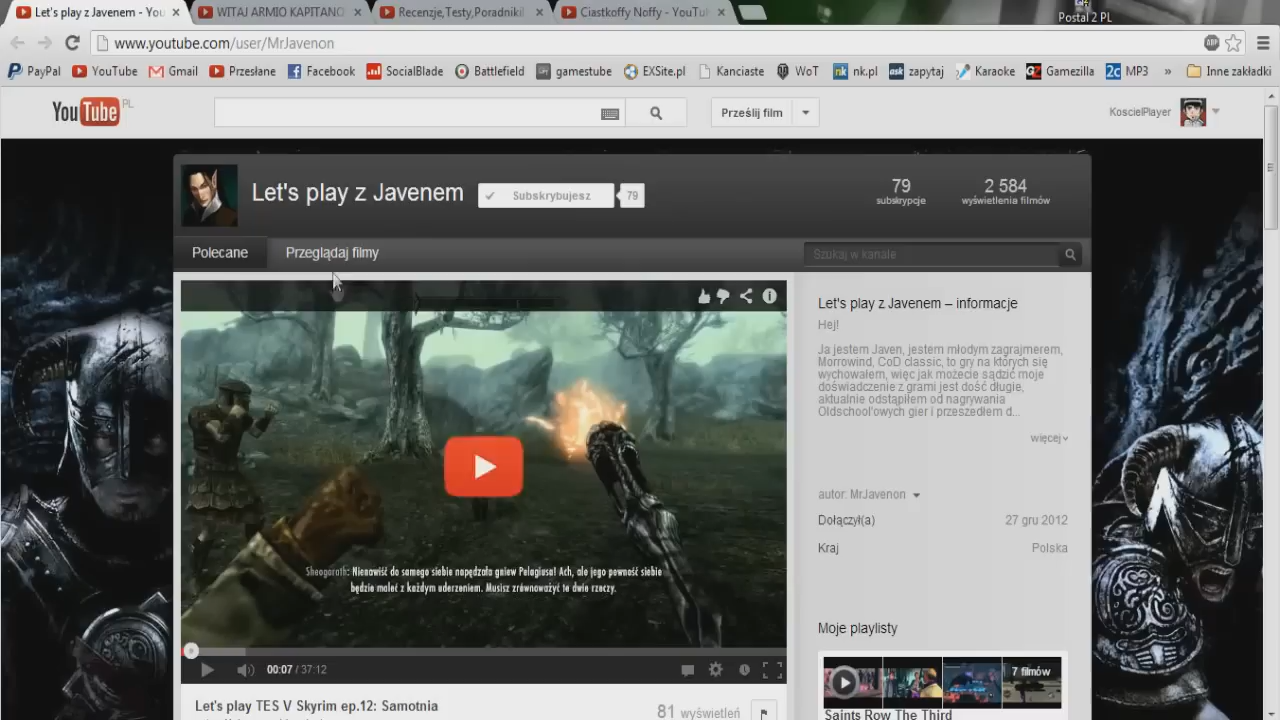 Let's play z Javenem - You
WITAJ ARMIO KAPITANO
Recenzje,Testy,Poradniki!
Ciastkoffy Noffy - YouTu
Postal 2 PL
www.youtube.com/user/MrJavenon
ABP
PayPal
YouTube
Gmail
Przesłane
Facebook
SocialBlade
Battlefield
gamestube
EXSite.pl
Kanciaste
WoT
nk.pl
zapytaj
Karaoke
Gamezilla
MP3
»
Inne zakładki
YouTube PL
Prześlij film
KoscielPlayer
Let's play z Javenem
Subskrybujesz
79
79
subskrypcje
2 584
wyświetlenia filmów
Polecane
Przeglądaj filmy
Szukaj w kanale
Sheogorath: Nienawiść do samego siebie napędzała gniew Pelagiusa! Ach, ale jego pewność siebie
będzie maleć z każdym uderzeniem. Musisz zrównoważyć te dwie rzeczy.
00:07 / 37:12
Let's play TES V Skyrim ep.12: Samotnia
81 wyświetleń
Let's play z Javenem – informacje
Hej!
Ja jestem Javen, jestem młodym zagrajmerem,
Morrowind, CoD classic, to gry na których się
wychowałem, więc jak możecie sądzić moje
doświadczenie z grami jest dość długie,
aktualnie odstąpiłem od nagrywania
Oldschool'owych gier i przeszedłem d...
więcej
autor: MrJavenon
Dołączył(a)
27 gru 2012
Kraj
Polska
Moje playlisty
7 filmów
Saints Row The Third